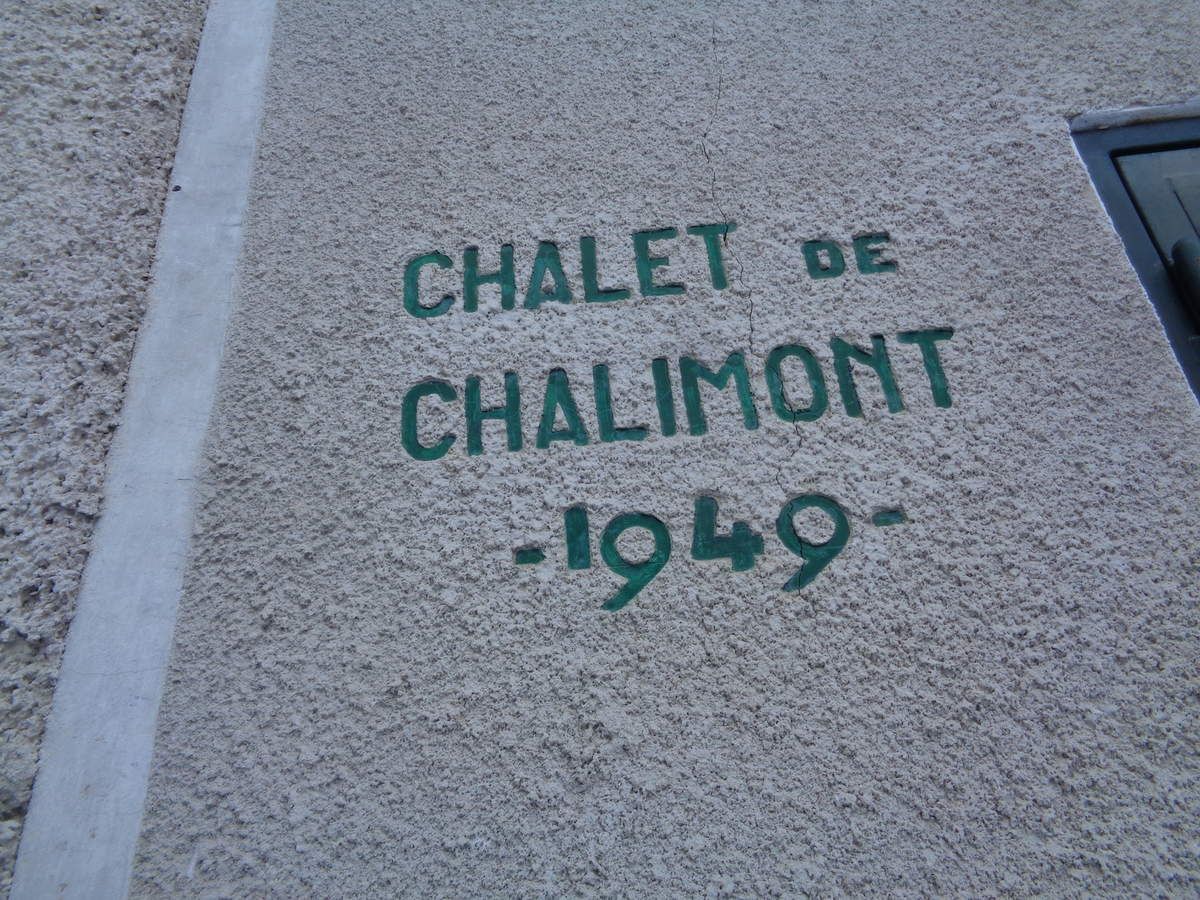 CHALET DE
CHALIMONT
-1949-